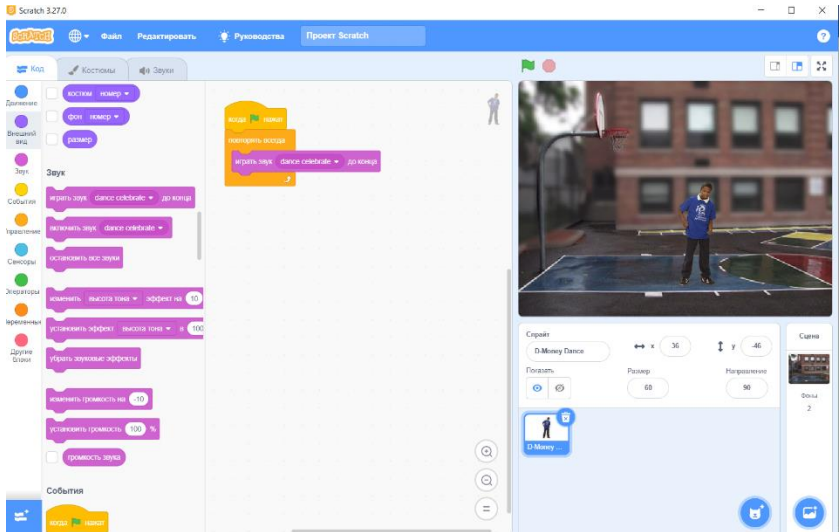 Scratch 3.27.0
SCRATCH
Файл Редактировать Руководства Проект Scratch
Код Костюмы Звуки
Движение
Внешний вид
Звук
События
Управление
Сенсоры
Операторы
Переменные
Другие блоки
костюм номер
фон номер
размер
Звук
играть звук dance celebrate до конца
включить звук dance celebrate
остановить все звуки
изменить высота тона эффект на 10
установить эффект высота тона в 100
убрать звуковые эффекты
изменить громкость на -10
установить громкость 100 %
громкость звука
События
когда нажат
когда нажат
повторять всегда
играть звук dance celebrate до конца
Спрайт
D-Money Dance
x 36
y -46
Показать
Размер
60
Направление
90
D-Money ...
Сцена
Фоны
2